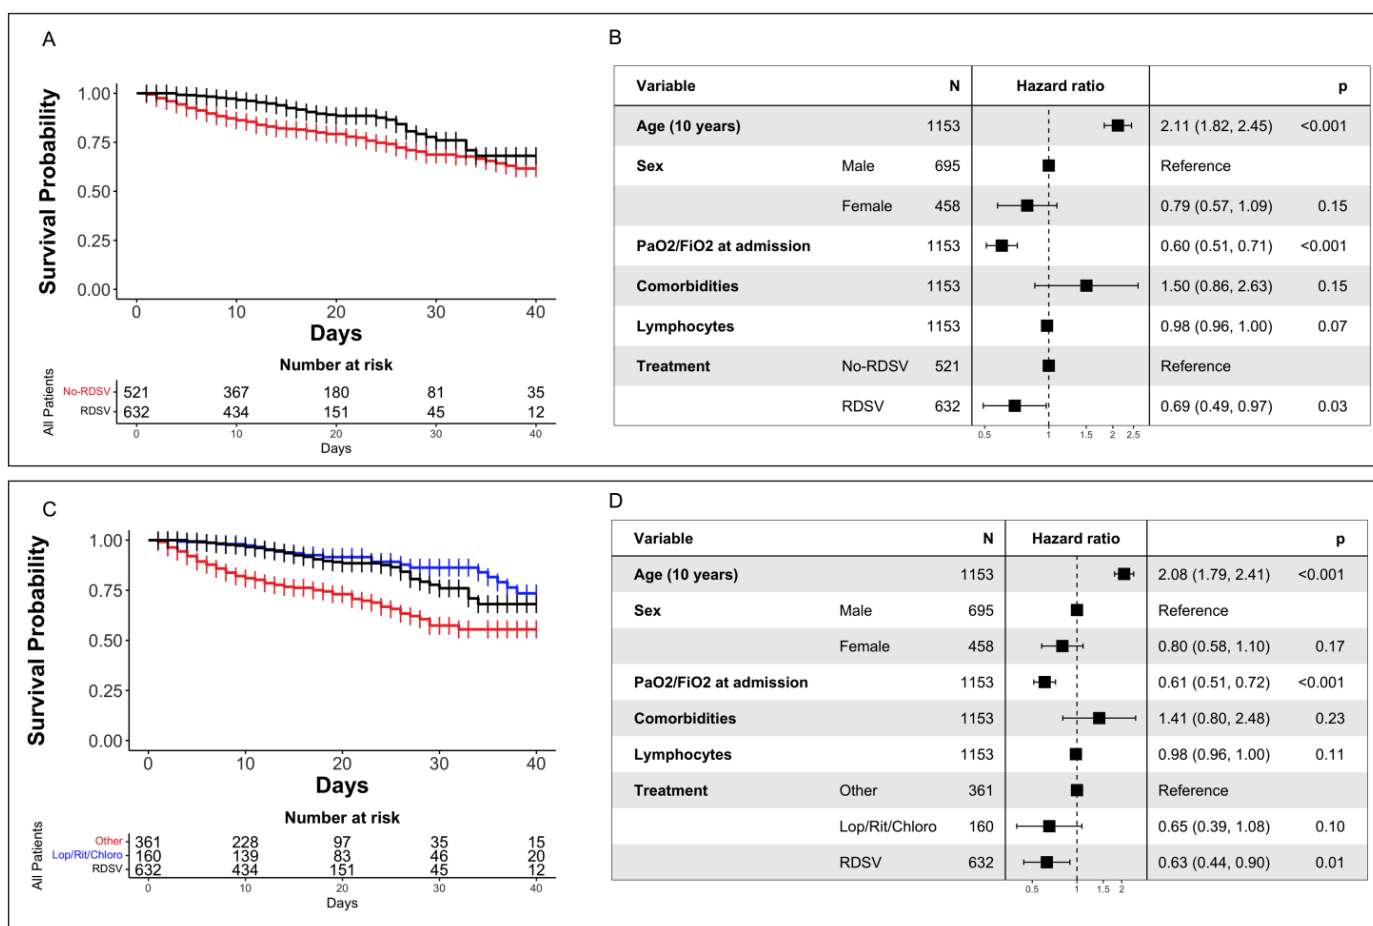 A
Survival Probability
1.00
0.75
0.50
0.25
0.00
0 10 20 30 40
Days
Number at risk
All Patients
No-RDSV 521 367 180 81 35
RDSV 632 434 151 45 12
0 10 20 30 40
Days
B
Variable N Hazard ratio p
Age (10 years) 1153 2.11 (1.82, 2.45) <0.001
Sex Male 695 Reference
Female 458 0.79 (0.57, 1.09) 0.15
PaO2/FiO2 at admission 1153 0.60 (0.51, 0.71) <0.001
Comorbidities 1153 1.50 (0.86, 2.63) 0.15
Lymphocytes 1153 0.98 (0.96, 1.00) 0.07
Treatment No-RDSV 521 Reference
RDSV 632 0.69 (0.49, 0.97) 0.03
0.5 1 1.5 2 2.5
C
Survival Probability
1.00
0.75
0.50
0.25
0.00
0 10 20 30 40
Days
Number at risk
All Patients
Other 361 228 97 35 15
Lop/Rit/Chloro 160 139 83 46 20
RDSV 632 434 151 45 12
0 10 20 30 40
Days
D
Variable N Hazard ratio p
Age (10 years) 1153 2.08 (1.79, 2.41) <0.001
Sex Male 695 Reference
Female 458 0.80 (0.58, 1.10) 0.17
PaO2/FiO2 at admission 1153 0.61 (0.51, 0.72) <0.001
Comorbidities 1153 1.41 (0.80, 2.48) 0.23
Lymphocytes 1153 0.98 (0.96, 1.00) 0.11
Treatment Other 361 Reference
Lop/Rit/Chloro 160 0.65 (0.39, 1.08) 0.10
RDSV 632 0.63 (0.44, 0.90) 0.01
0.5 1 1.5 2